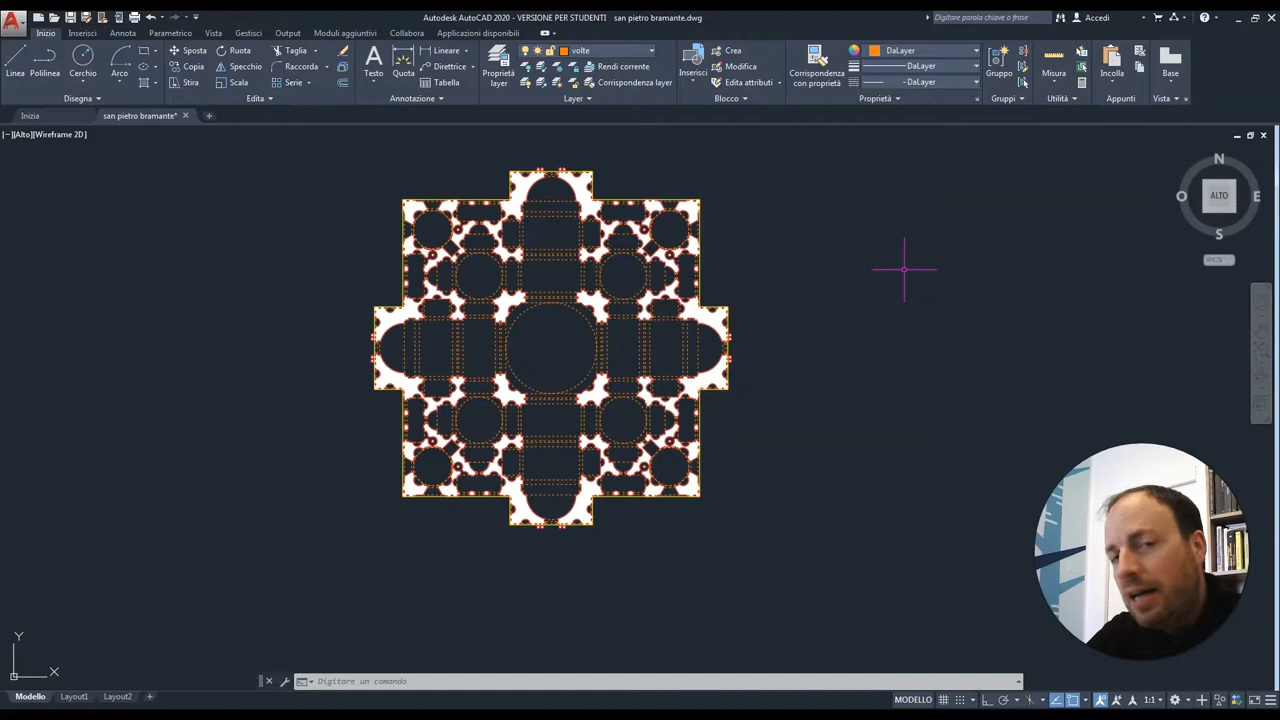 Autodesk AutoCAD 2020 - VERSIONE PER STUDENTI san pietro bramante.dwg
Digitare parola chiave o frase
Accedi
Inizio Inserisci Annota Parametrico Vista Gestisci Output Moduli aggiuntivi Collabora Applicazioni disponibili
Linea Polilinea Cerchio Arco
Sposta Ruota Taglia
Copia Specchio Raccorda
Stira Scala Serie
Testo Quota
Lineare
Direttrice
Tabella
Proprietà layer
volte
Rendi corrente
Corrispondenza layer
Inserisci
Crea
Modifica
Edita attributi
Corrispondenza con proprietà
DaLayer
DaLayer
DaLayer
Gruppo
Misura
Incolla
Base
Disegna Edita Annotazione Layer Blocco Proprietà Gruppi Utilità Appunti Vista
Inizia san pietro bramante*
[−][Alto][Wireframe 2D]
N
O ALTO E
S
WCS
Y
X
Digitare un comando
Modello Layout1 Layout2
MODELLO 1:1